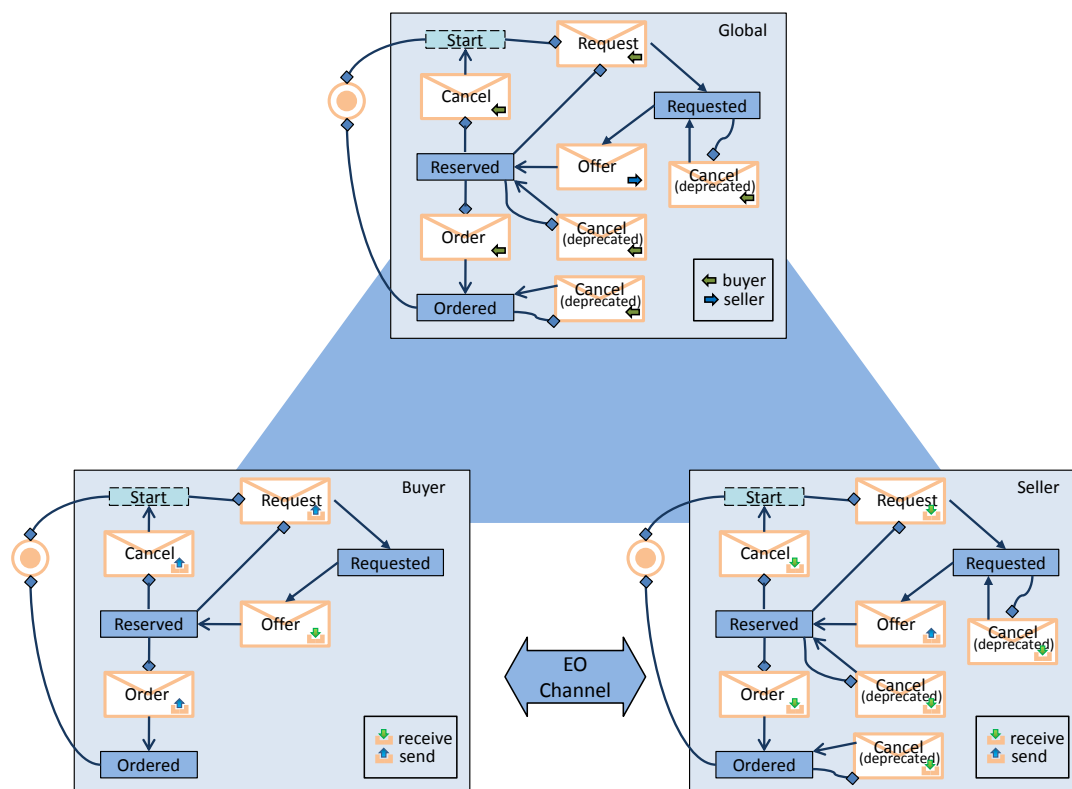 Global
Start
Request
Cancel
Requested
Reserved
Offer
Cancel
(deprecated)
Order
Cancel
(deprecated)
buyer
seller
Ordered
Cancel
(deprecated)
Buyer
Start
Request
Cancel
Requested
Reserved
Offer
Order
receive
send
Ordered
EO
Channel
Seller
Start
Request
Cancel
Requested
Reserved
Offer
Cancel
(deprecated)
Order
Cancel
(deprecated)
Ordered
Cancel
(deprecated)
receive
send